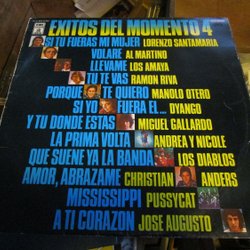 EMI
EXITOS DEL MOMENTO 4
SI TU FUERAS MI MUJER LORENZO SANTAMARIA
VOLARE AL MARTINO
LLEVAME LOS AMAYA
TU TE VAS RAMON RIVA
PORQUE TE QUIERO MANOLO OTERO
SI YO FUERA EL... DYANGO
Y TU DONDE ESTAS MIGUEL GALLARDO
LA PRIMA VOLTA ANDREA Y NICOLE
QUE SUENE YA LA BANDA LOS DIABLOS
AMOR, ABRAZAME CHRISTIAN ANDERS
MISSISSIPPI PUSSYCAT
A TI CORAZON JOSE AUGUSTO